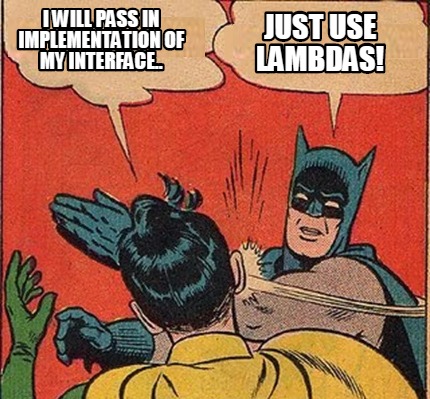 I WILL PASS IN
IMPLEMENTATION OF
MY INTERFACE..
JUST USE
LAMBDAS!